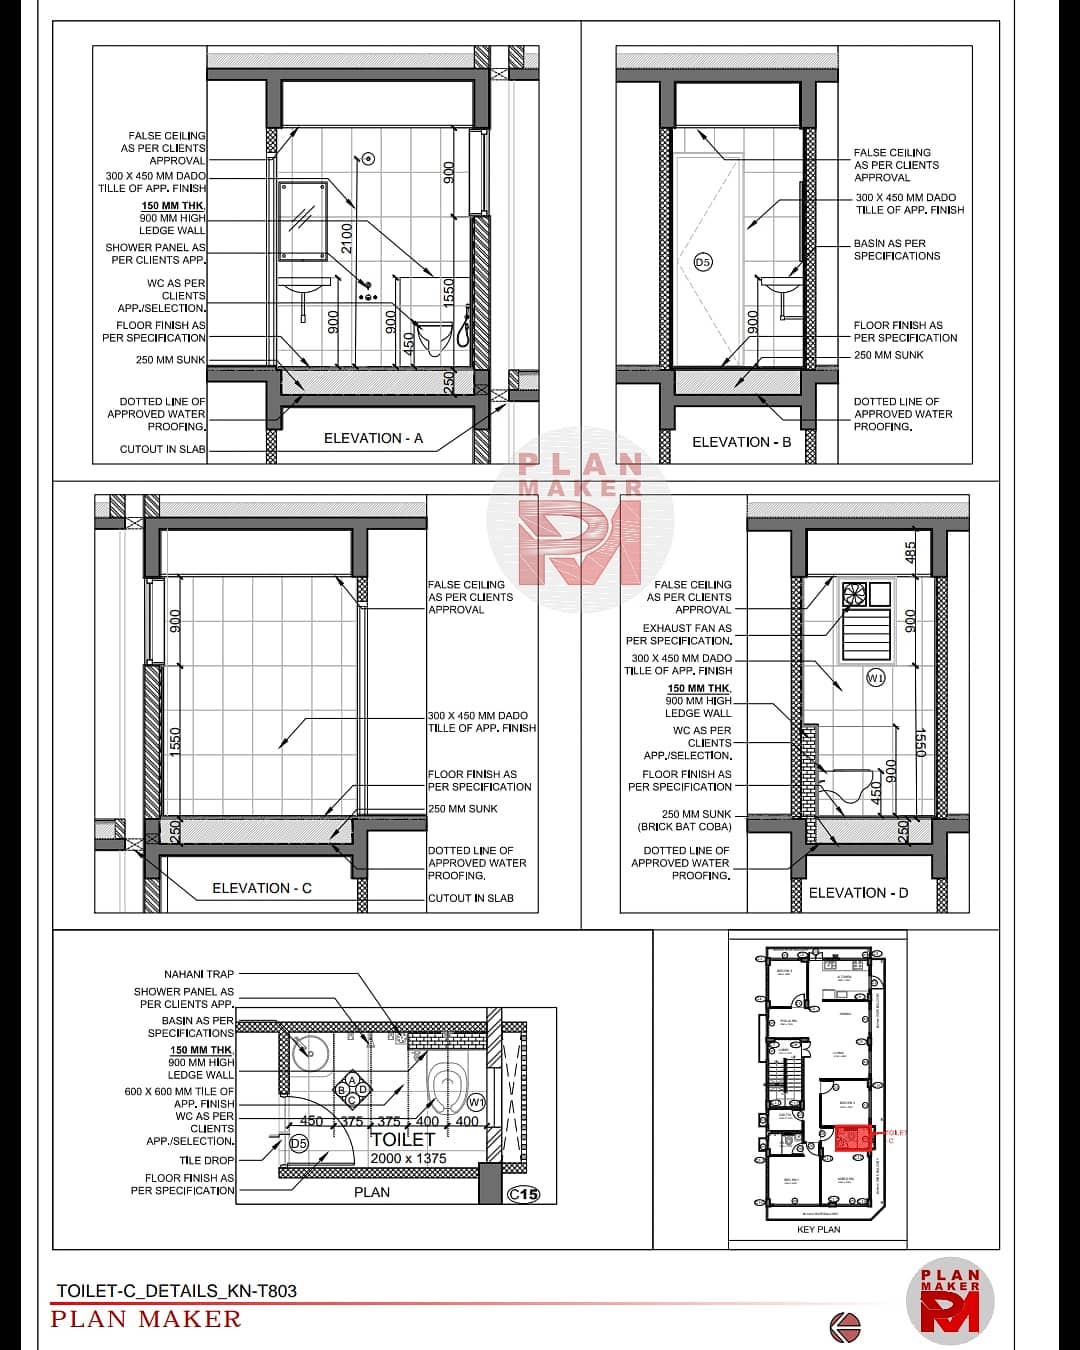 FALSE CEILING
AS PER CLIENTS
APPROVAL
300 X 450 MM DADO
TILLE OF APP. FINISH
150 MM THK.
900 MM HIGH
LEDGE WALL
SHOWER PANEL AS
PER CLIENTS APP.
WC AS PER
CLIENTS
APP./SELECTION.
FLOOR FINISH AS
PER SPECIFICATION
250 MM SUNK
DOTTED LINE OF
APPROVED WATER
PROOFING.
CUTOUT IN SLAB
900
2100
1550
900
900
450
250
ELEVATION - A
FALSE CEILING
AS PER CLIENTS
APPROVAL
300 X 450 MM DADO
TILLE OF APP. FINISH
BASIN AS PER
SPECIFICATIONS
FLOOR FINISH AS
PER SPECIFICATION
250 MM SUNK
DOTTED LINE OF
APPROVED WATER
PROOFING.
D5
900
ELEVATION - B
PLAN
MAKER
PM
FALSE CEILING
AS PER CLIENTS
APPROVAL
300 X 450 MM DADO
TILLE OF APP. FINISH
FLOOR FINISH AS
PER SPECIFICATION
250 MM SUNK
DOTTED LINE OF
APPROVED WATER
PROOFING.
CUTOUT IN SLAB
900
1550
250
ELEVATION - C
FALSE CEILING
AS PER CLIENTS
APPROVAL
EXHAUST FAN AS
PER SPECIFICATION.
300 X 450 MM DADO
TILLE OF APP. FINISH
150 MM THK.
900 MM HIGH
LEDGE WALL
WC AS PER
CLIENTS
APP./SELECTION.
FLOOR FINISH AS
PER SPECIFICATION
250 MM SUNK
(BRICK BAT COBA)
DOTTED LINE OF
APPROVED WATER
PROOFING.
485
900
W1
1550
900
450
250
ELEVATION - D
NAHANI TRAP
SHOWER PANEL AS
PER CLIENTS APP.
BASIN AS PER
SPECIFICATIONS
150 MM THK.
900 MM HIGH
LEDGE WALL
600 X 600 MM TILE OF
APP. FINISH
WC AS PER
CLIENTS
APP./SELECTION.
TILE DROP
FLOOR FINISH AS
PER SPECIFICATION
A
B D
C
W1
450 375 375 400 400
D5
TOILET
2000 x 1375
PLAN
C15
TOILET
- C
KEY PLAN
TOILET-C_DETAILS_KN-T803
PLAN MAKER
PLAN
MAKER
PM